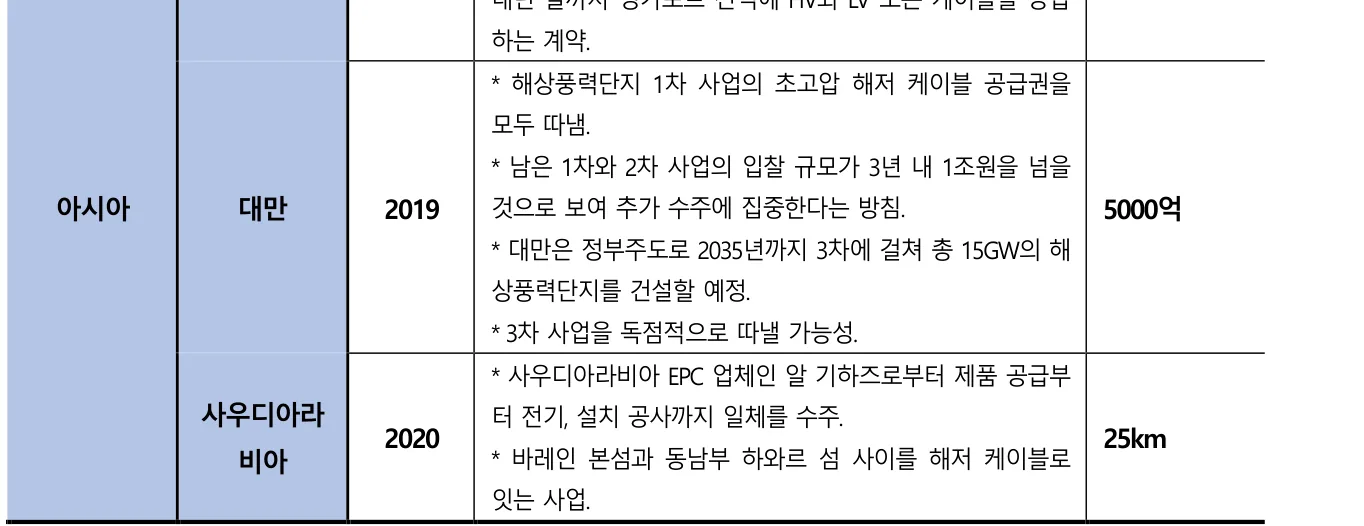 하는 계약.
아시아
대만
2019
* 해상풍력단지 1차 사업의 초고압 해저 케이블 공급권을
모두 따냄.
* 남은 1차와 2차 사업의 입찰 규모가 3년 내 1조원을 넘을
것으로 보여 추가 수주에 집중한다는 방침.
* 대만은 정부주도로 2035년까지 3차에 걸쳐 총 15GW의 해
상풍력단지를 건설할 예정.
* 3차 사업을 독점적으로 따낼 가능성.
5000억
사우디아라
비아
2020
* 사우디아라비아 EPC 업체인 알 기하즈로부터 제품 공급부
터 전기, 설치 공사까지 일체를 수주.
* 바레인 본섬과 동남부 하와르 섬 사이를 해저 케이블로
잇는 사업.
25km